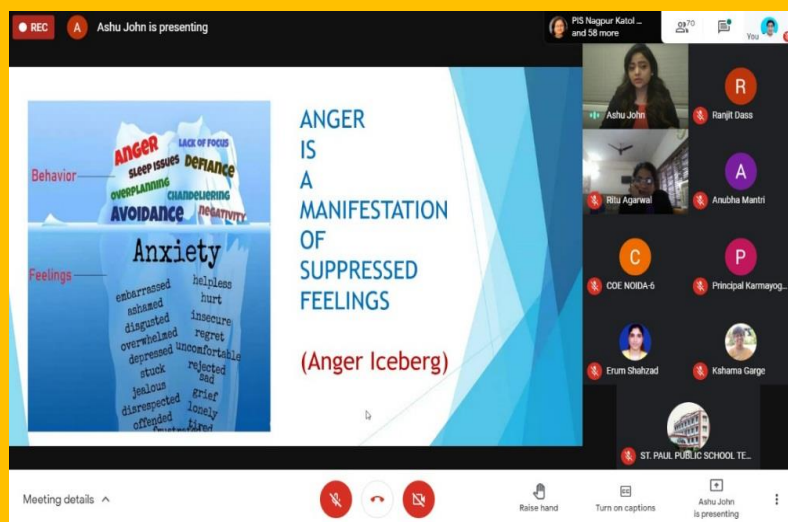 REC
A
Ashu John is presenting
PIS Nagpur Katol ...
and 58 more
70
You
Behavior
ANGER
LACK OF FOCUS
SLEEP ISSUES
DEFIANCE
OVERPLANNING
CHANDELIERING
AVOIDANCE
NEGATIVITY
Anxiety
Feelings
embarrassed
ashamed
disgusted
overwhelmed
depressed
stuck
jealous
disrespected
offended
helpless
hurt
insecure
regret
uncomfortable
rejected
sad
grief
lonely
tired
ANGER
IS
A
MANIFESTATION
OF
SUPPRESSED
FEELINGS
(Anger Iceberg)
Ashu John
R
Ranjit Dass
Ritu Agarwal
A
Anubha Mantri
C
COE NOIDA-6
P
Principal Karmayog...
Erum Shahzad
Kshama Garge
ST. PAUL PUBLIC SCHOOL TE...
Meeting details
Raise hand
CC
Turn on captions
Ashu John
is presenting